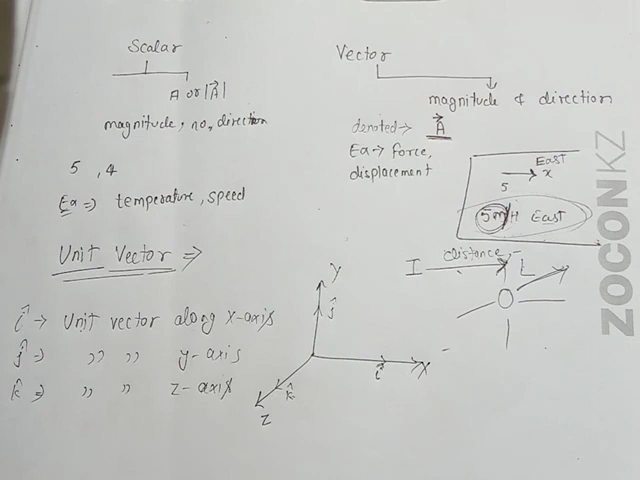 Scalar
A or |A⃗|
magnitude, no, direction
5 , 4
Ex ⇒ temperature, speed
Vector
magnitude & direction
denoted → A⃗
Ex → force,
displacement
East
5 x
5m East
Unit Vector ⇒
î → Unit vector along x-axis
ĵ ⇒ ,, ,, y-axis
k̂ ⇒ ,, ,, z-axis
Y
ĵ
î X
k̂
Z
distance
I L
ZOCONKZ